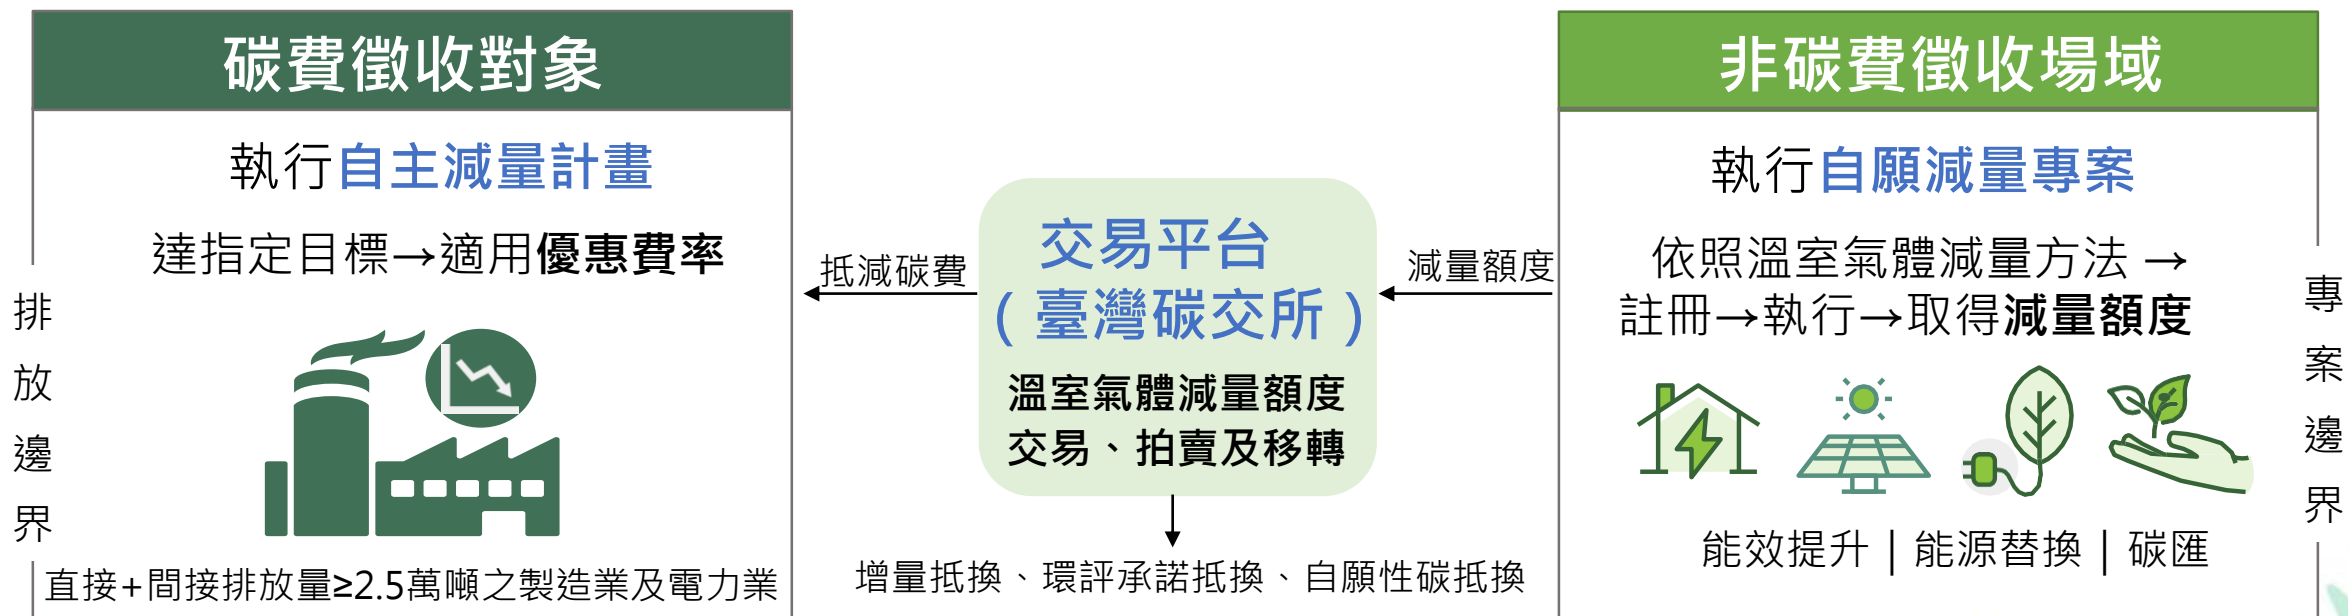 碳費徵收對象
執行自主減量計畫
達指定目標→適用優惠費率
排放邊界
直接+間接排放量≥2.5萬噸之製造業及電力業
抵減碳費
交易平台
(臺灣碳交所)
溫室氣體減量額度
交易、拍賣及移轉
增量抵換、環評承諾抵換、自願性碳抵換
減量額度
非碳費徵收場域
執行自願減量專案
依照溫室氣體減量方法→
註冊→執行→取得減量額度
能效提升 | 能源替換 | 碳匯
專案邊界